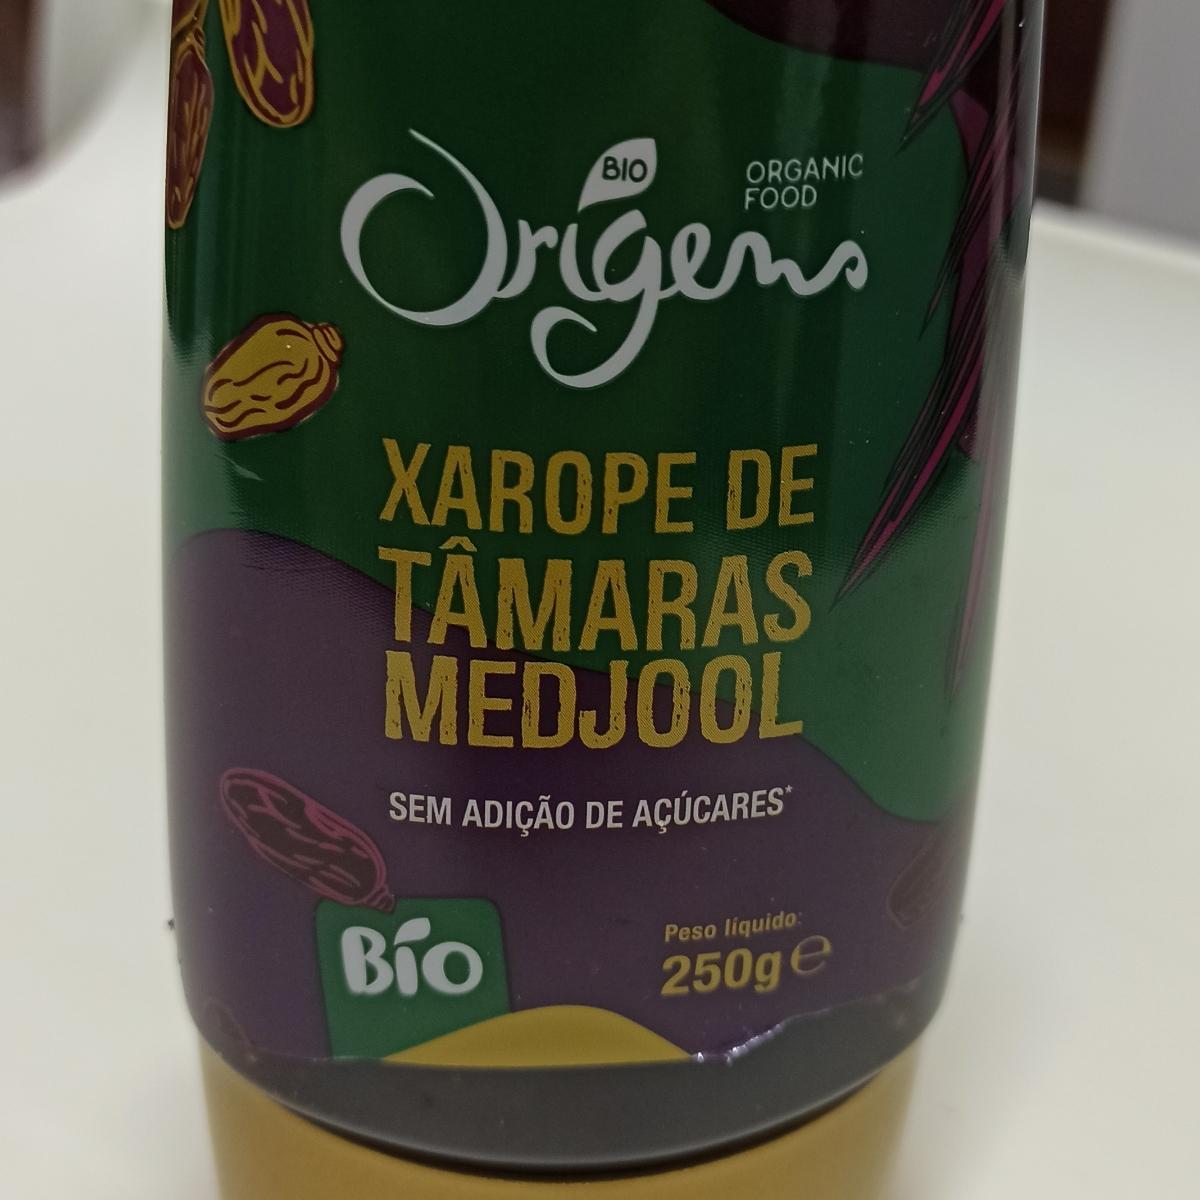 BIO
Origens
ORGANIC
FOOD
XAROPE DE
TÂMARAS
MEDJOOL
SEM ADIÇÃO DE AÇÚCARES*
Bio
Peso líquido:
250g ℮